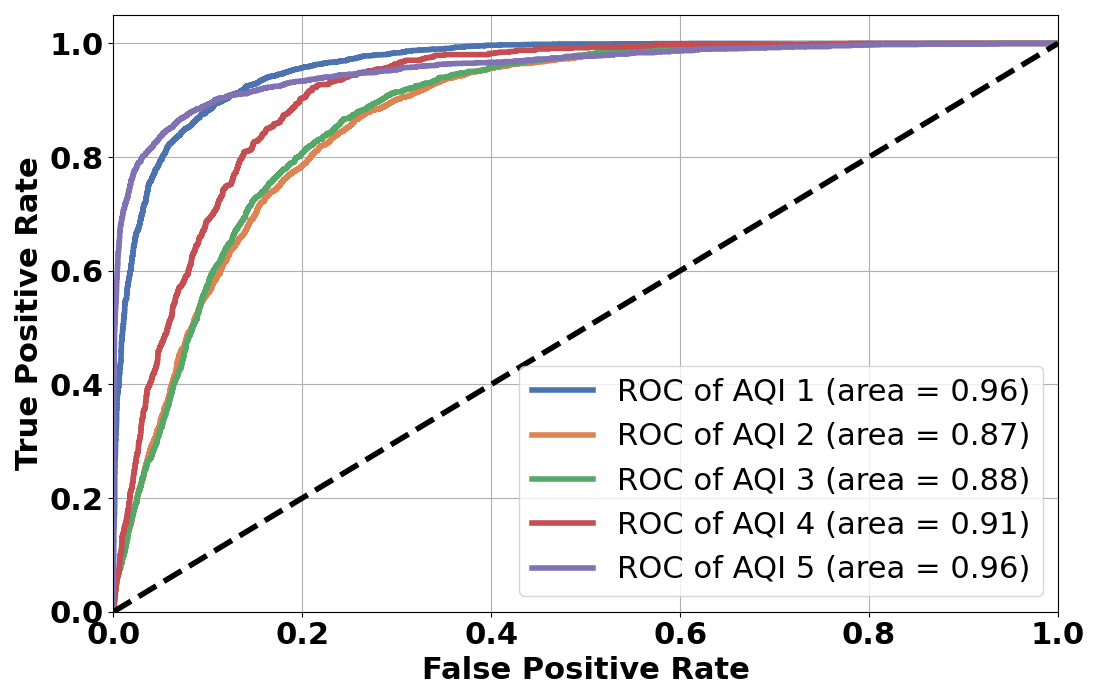 1.0
0.8
0.6
0.4
0.2
0.0
True Positive Rate
ROC of AQI 1 (area = 0.96)
ROC of AQI 2 (area = 0.87)
ROC of AQI 3 (area = 0.88)
ROC of AQI 4 (area = 0.91)
ROC of AQI 5 (area = 0.96)
0.0 0.2 0.4 0.6 0.8 1.0
False Positive Rate